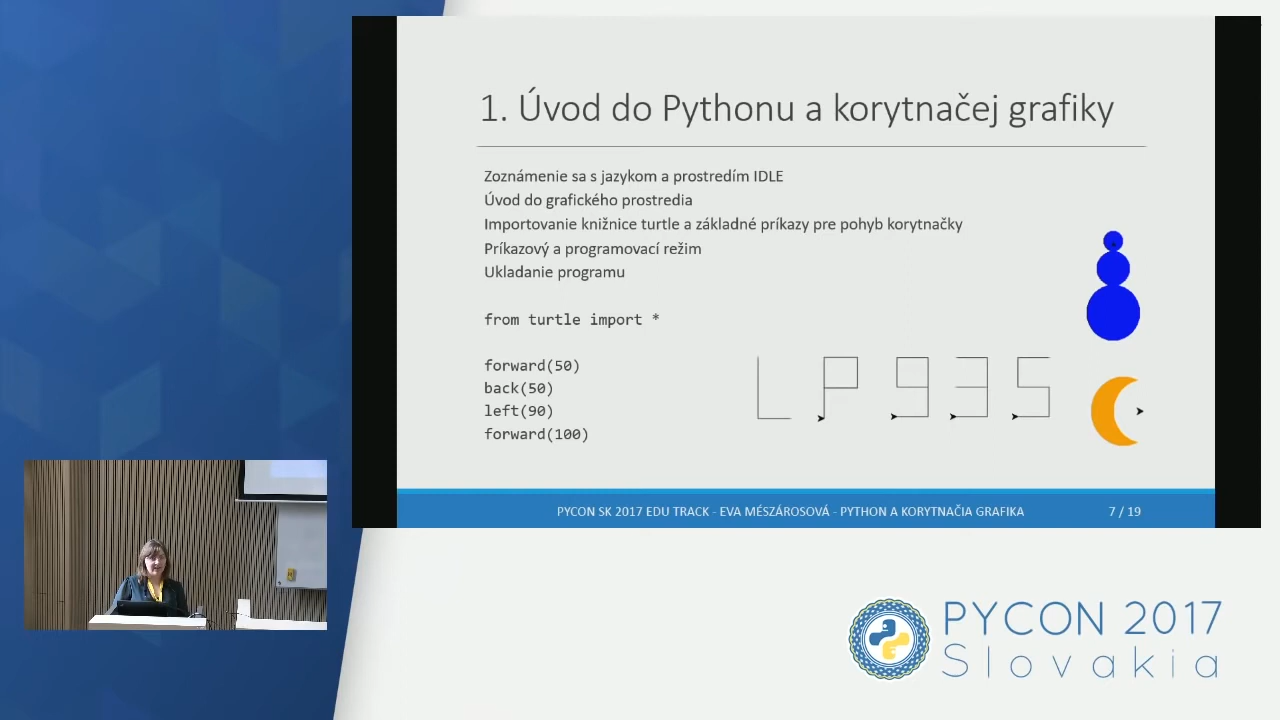 1. Úvod do Pythonu a korytnačej grafiky
Zoznámenie sa s jazykom a prostredím IDLE
Úvod do grafického prostredia
Importovanie knižnice turtle a základné príkazy pre pohyb korytnačky
Príkazový a programovací režim
Ukladanie programu
from turtle import *
forward(50)
back(50)
left(90)
forward(100)
LP935
PYCON SK 2017 EDU TRACK - EVA MÉSZÁROSOVÁ - PYTHON A KORYTNAČIA GRAFIKA 7 / 19
PYCON 2017
Slovakia